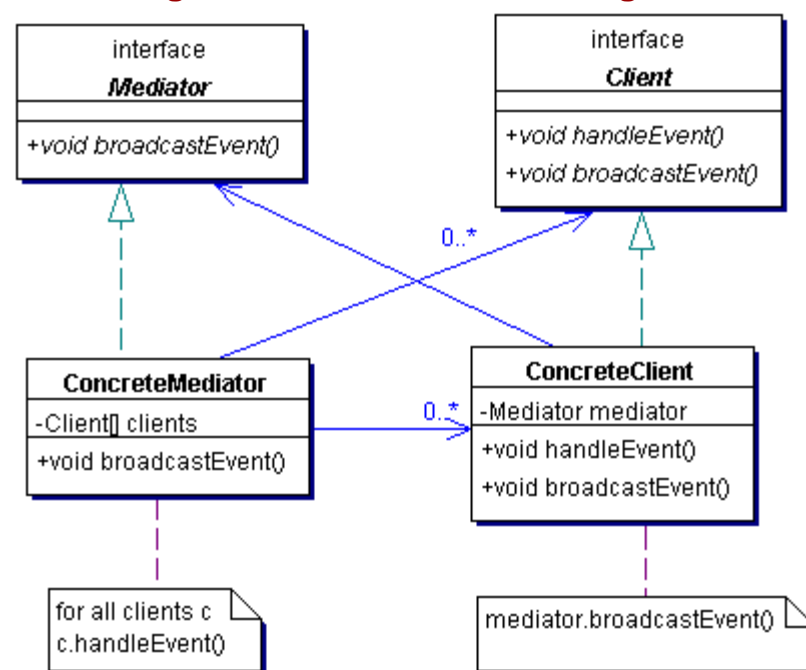 interface
Mediator
+void broadcastEvent()
interface
Client
+void handleEvent()
+void broadcastEvent()
0..*
ConcreteMediator
-Client[] clients
+void broadcastEvent()
0..*
ConcreteClient
-Mediator mediator
+void handleEvent()
+void broadcastEvent()
for all clients c
c.handleEvent()
mediator.broadcastEvent()